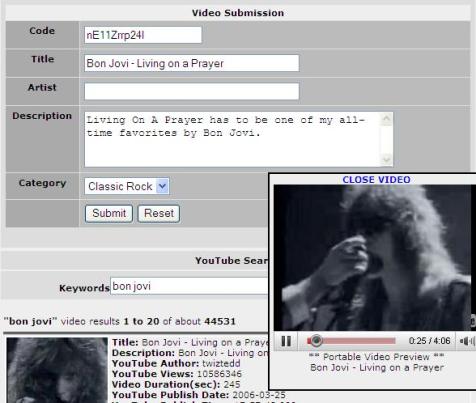 Video Submission
Code nE11Zrrp24I
Title Bon Jovi - Living on a Prayer
Artist
Description Living On A Prayer has to be one of my all-
time favorites by Bon Jovi.
Category Classic Rock
Submit Reset
CLOSE VIDEO
0:25 / 4:06
** Portable Video Preview **
Bon Jovi - Living on a Prayer
YouTube Sear
Keywords bon jovi
"bon jovi" video results 1 to 20 of about 44531
Title: Bon Jovi - Living on a Praye
Description: Bon Jovi - Living on
YouTube Author: twiztedd
YouTube Views: 10586346
Video Duration(sec): 245
YouTube Publish Date: 2006-03-25